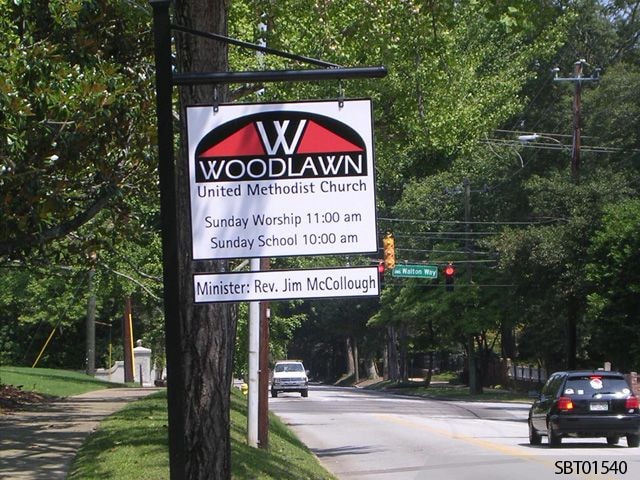 W
WOODLAWN
United Methodist Church
Sunday Worship 11:00 am
Sunday School 10:00 am
Minister: Rev. Jim McCollough
Walton Way
SBT01540